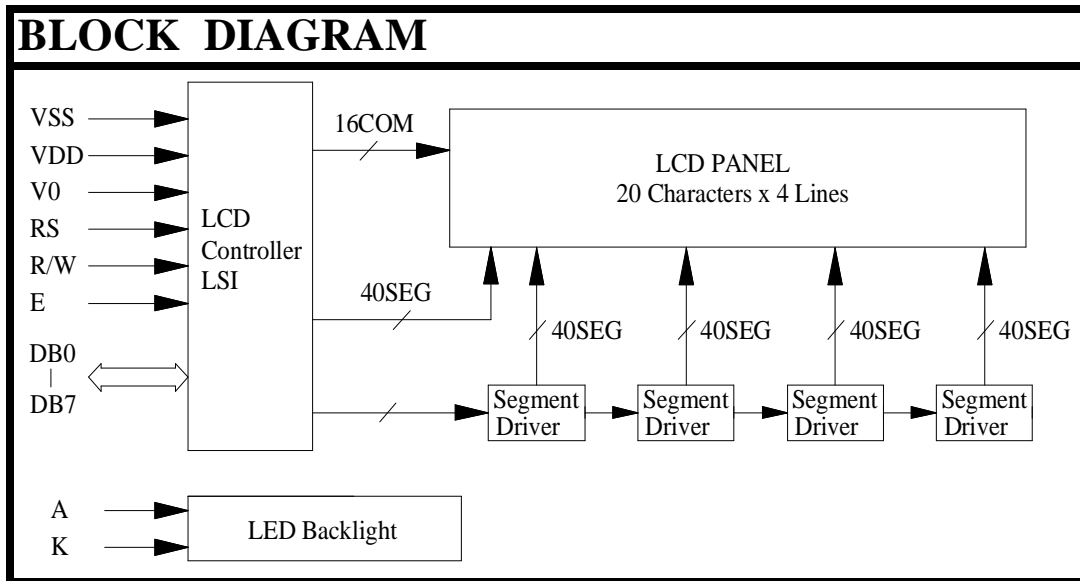 BLOCK DIAGRAM
VSS
VDD
V0
RS
R/W
E
DB0
DB7
LCD
Controller
LSI
16COM
LCD PANEL
20 Characters x 4 Lines
40SEG
40SEG
40SEG
40SEG
40SEG
Segment
Driver
Segment
Driver
Segment
Driver
Segment
Driver
A
K
LED Backlight